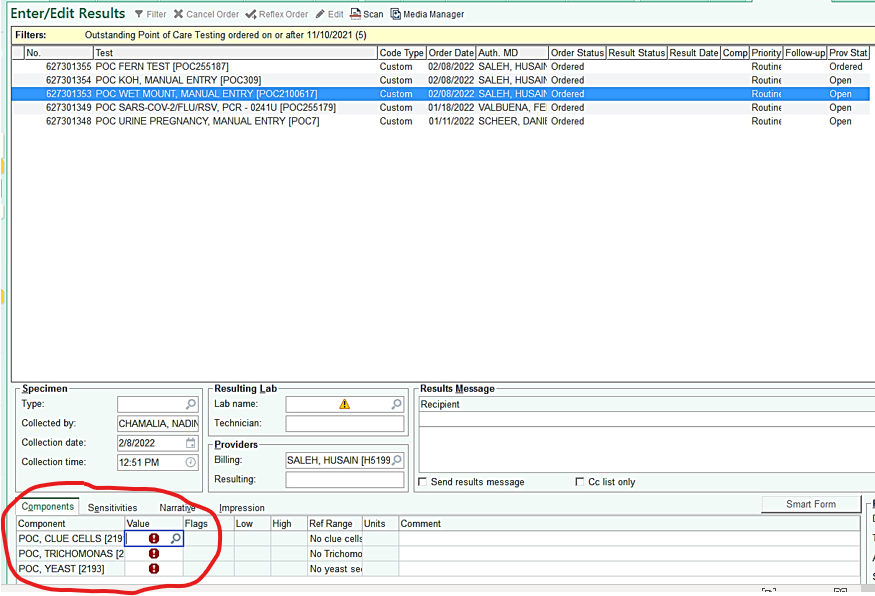 Enter/Edit Results Filter Cancel Order Reflex Order Edit Scan Media Manager
Filters: Outstanding Point of Care Testing ordered on or after 11/10/2021 (5)
No. Test Code Type Order Date Auth. MD Order Status Result Status Result Date Comp Priority Follow-up Prov Stat
627301355 POC FERN TEST [POC255187] Custom 02/08/2022 SALEH, HUSAIN Ordered Routine Ordered
627301354 POC KOH, MANUAL ENTRY [POC309] Custom 02/08/2022 SALEH, HUSAIN Ordered Routine Open
627301353 POC WET MOUNT, MANUAL ENTRY [POC2100617] Custom 02/08/2022 SALEH, HUSAIN Ordered Routine Open
627301349 POC SARS-COV-2/FLU/RSV, PCR - 0241U [POC255179] Custom 01/18/2022 VALBUENA, FE Ordered Routine Open
627301348 POC URINE PREGNANCY, MANUAL ENTRY [POC7] Custom 01/11/2022 SCHEER, DANIE Ordered Routine Open
Specimen Resulting Lab Results Message
Type: Lab name: Recipient
Collected by: CHAMALIA, NADIN Technician:
Collection date: 2/8/2022 Providers
Collection time: 12:51 PM Billing: SALEH, HUSAIN [H5199
Resulting: Send results message Cc list only
Components Sensitivities Narrative Impression Smart Form
Component Value Flags Low High Ref Range Units Comment
POC, CLUE CELLS [219 No clue cells
POC, TRICHOMONAS [2 No Trichomo
POC, YEAST [2193] No yeast se